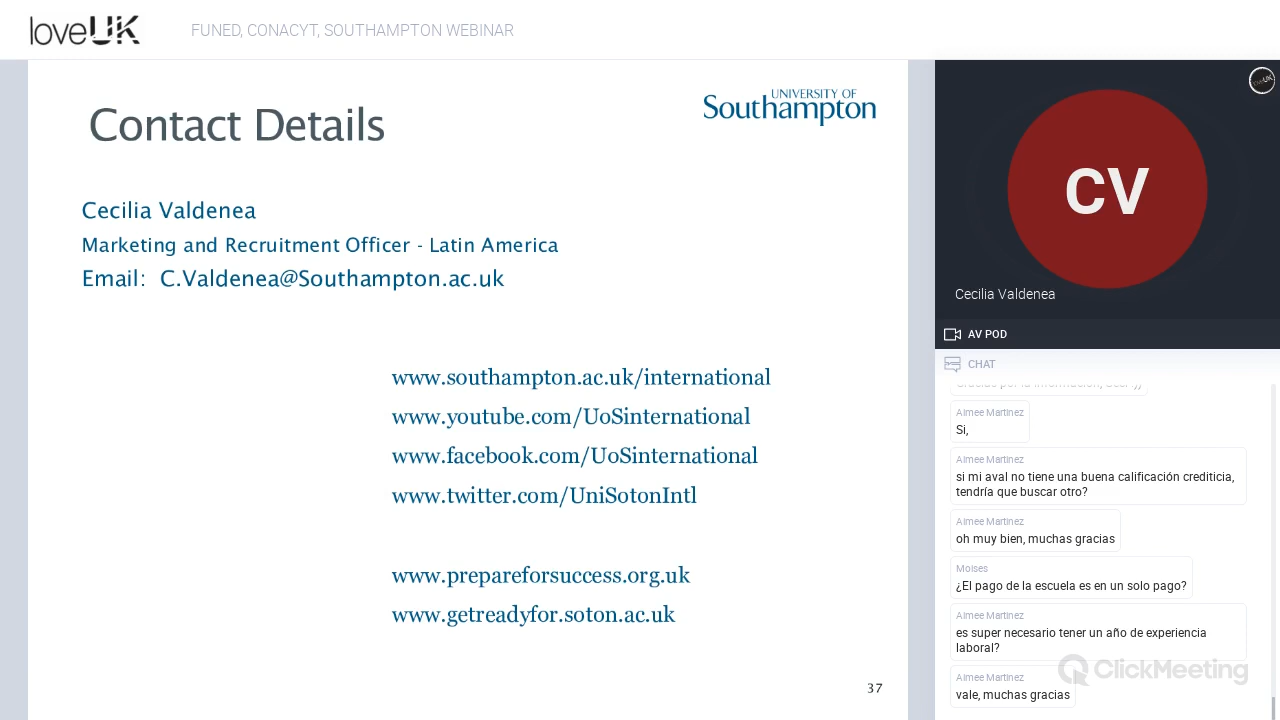 loveUK
FUNED, CONACYT, SOUTHAMPTON WEBINAR
Contact Details
UNIVERSITY OF
Southampton
Cecilia Valdenea
Marketing and Recruitment Officer - Latin America
Email: C.Valdenea@Southampton.ac.uk
www.southampton.ac.uk/international
www.youtube.com/UoSinternational
www.facebook.com/UoSinternational
www.twitter.com/UniSotonIntl
www.prepareforsuccess.org.uk
www.getreadyfor.soton.ac.uk
37
CV
Cecilia Valdenea
AV POD
CHAT
Aimee Martinez
Si,
Aimee Martinez
si mi aval no tiene una buena calificación crediticia,
tendría que buscar otro?
Aimee Martinez
oh muy bien, muchas gracias
Moises
¿El pago de la escuela es en un solo pago?
Aimee Martinez
es super necesario tener un año de experiencia
laboral?
Aimee Martinez
vale, muchas gracias
ClickMeeting